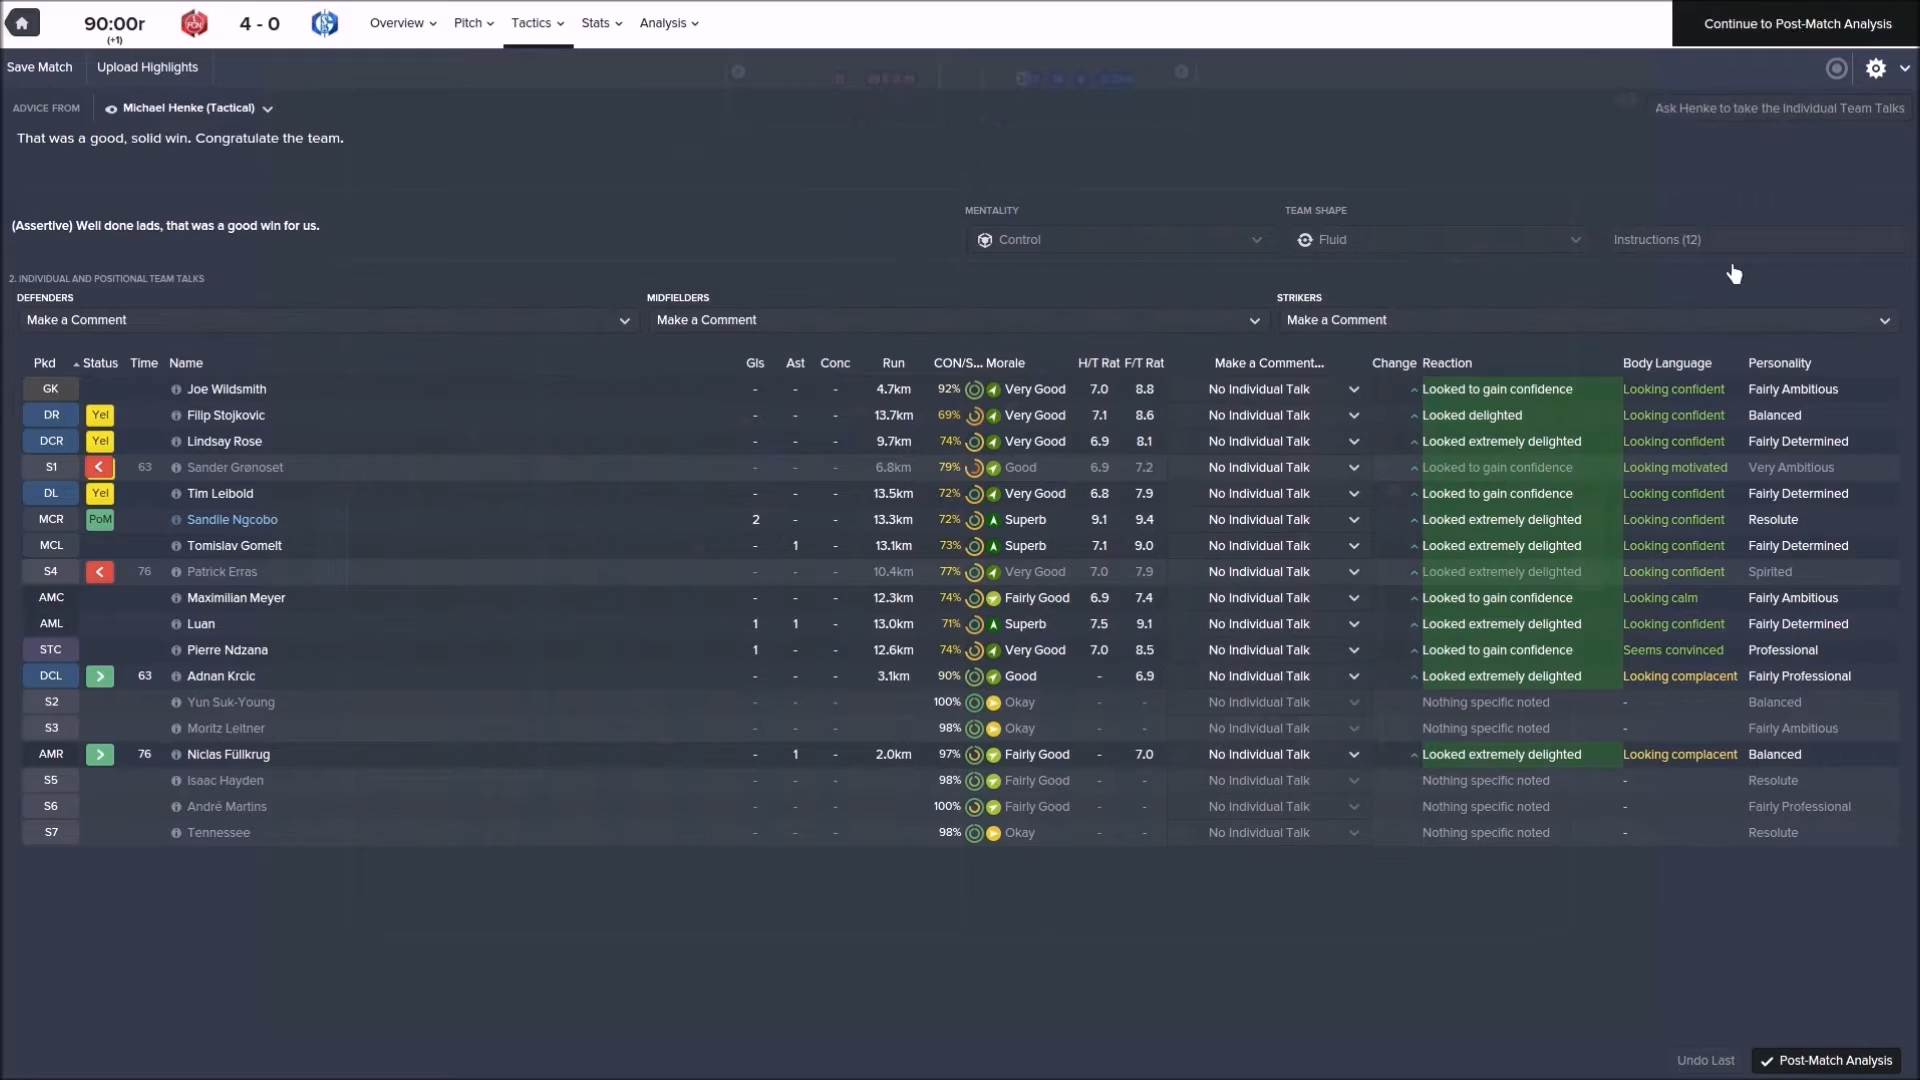 90:00r
(+1)
4 - 0
Overview
Pitch
Tactics
Stats
Analysis
Continue to Post-Match Analysis
Save Match
Upload Highlights
ADVICE FROM
Michael Henke (Tactical)
Ask Henke to take the Individual Team Talks
That was a good, solid win. Congratulate the team.
MENTALITY
TEAM SHAPE
(Assertive) Well done lads, that was a good win for us.
Control
Fluid
Instructions (12)
2. INDIVIDUAL AND POSITIONAL TEAM TALKS
DEFENDERS
MIDFIELDERS
STRIKERS
Make a Comment
Make a Comment
Make a Comment
Pkd Status Time Name Gls Ast Conc Run CON/S... Morale H/T Rat F/T Rat Make a Comment... Change Reaction Body Language Personality
GK Joe Wildsmith - - - 4.7km 92% Very Good 7.0 8.8 No Individual Talk Looked to gain confidence Looking confident Fairly Ambitious
DR Yel Filip Stojkovic - - - 13.7km 69% Very Good 7.1 8.6 No Individual Talk Looked delighted Looking confident Balanced
DCR Yel Lindsay Rose - - - 9.7km 74% Very Good 6.9 8.1 No Individual Talk Looked extremely delighted Looking confident Fairly Determined
S1 < 63 Sander Grønoset - - - 6.8km 79% Good 6.9 7.2 No Individual Talk Looked to gain confidence Looking motivated Very Ambitious
DL Yel Tim Leibold - - - 13.5km 72% Very Good 6.8 7.9 No Individual Talk Looked to gain confidence Looking confident Fairly Determined
MCR PoM Sandile Ngcobo 2 - - 13.3km 72% Superb 9.1 9.4 No Individual Talk Looked extremely delighted Looking confident Resolute
MCL Tomislav Gomelt - 1 - 13.1km 73% Superb 7.1 9.0 No Individual Talk Looked extremely delighted Looking confident Fairly Determined
S4 < 76 Patrick Erras - - - 10.4km 77% Very Good 7.0 7.9 No Individual Talk Looked extremely delighted Looking confident Spirited
AMC Maximilian Meyer - - - 12.3km 74% Fairly Good 6.9 7.4 No Individual Talk Looked to gain confidence Looking calm Fairly Ambitious
AML Luan 1 1 - 13.0km 71% Superb 7.5 9.1 No Individual Talk Looked extremely delighted Looking confident Fairly Determined
STC Pierre Ndzana 1 - - 12.6km 74% Very Good 7.0 8.5 No Individual Talk Looked to gain confidence Seems convinced Professional
DCL > 63 Adnan Krcic - - - 3.1km 90% Good - 6.9 No Individual Talk Looked extremely delighted Looking complacent Fairly Professional
S2 Yun Suk-Young - - - 100% Okay - - No Individual Talk Nothing specific noted - Balanced
S3 Moritz Leitner - - - 98% Okay - - No Individual Talk Nothing specific noted - Fairly Ambitious
AMR > 76 Niclas Füllkrug - 1 - 2.0km 97% Fairly Good - 7.0 No Individual Talk Looked extremely delighted Looking complacent Balanced
S5 Isaac Hayden - - - 98% Fairly Good - - No Individual Talk Nothing specific noted - Resolute
S6 André Martins - - - 100% Fairly Good - - No Individual Talk Nothing specific noted - Fairly Professional
S7 Tennessee - - - 98% Okay - - No Individual Talk Nothing specific noted - Resolute
Undo Last
Post-Match Analysis